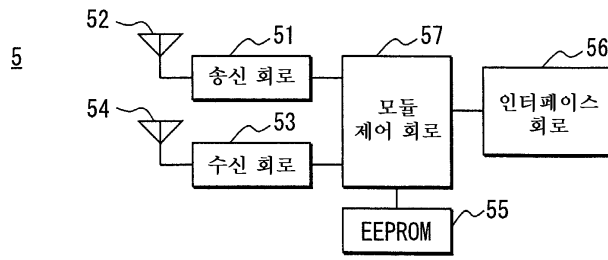 5
52
51
57
56
송신 회로
54
53
모듈
제어 회로
인터페이스
회로
수신 회로
EEPROM
55